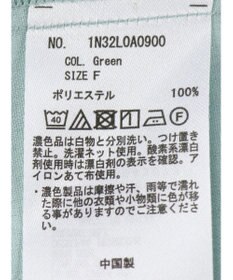 NO. 1N32L0A0900
COL. Green
SIZE F
ポリエステル 100%
40 A F
濃色品は白物と分別洗い。つけ置き
禁止。洗濯ネット使用。酸素系漂白
剤使用時は漂白剤の表示確認。アイ
ロンあて布使用。
●濃色製品は摩擦や汗、雨等で濡れ
た際に他の衣類や小物類に色が移
る事がありますのでご注意下さい。
中国製